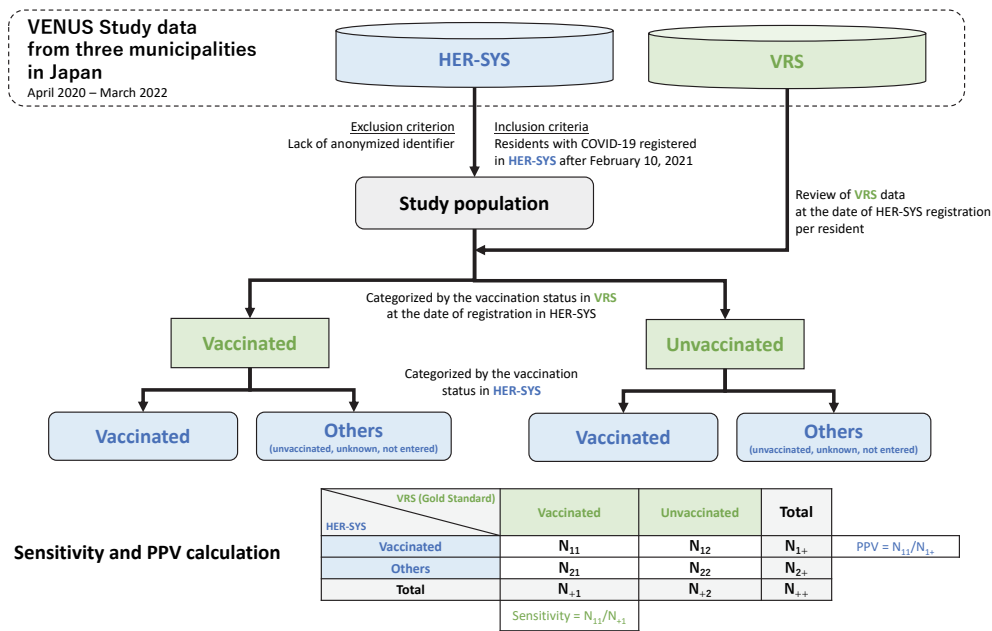 VENUS Study data
from three municipalities
in Japan
April 2020 – March 2022
HER-SYS
VRS
Exclusion criterion
Lack of anonymized identifier
Inclusion criteria
Residents with COVID-19 registered
in HER-SYS after February 10, 2021
Study population
Review of VRS data
at the date of HER-SYS registration
per resident
Categorized by the vaccination status in VRS
at the date of registration in HER-SYS
Vaccinated
Unvaccinated
Categorized by the vaccination
status in HER-SYS
Vaccinated
Others
(unvaccinated, unknown, not entered)
Vaccinated
Others
(unvaccinated, unknown, not entered)
Sensitivity and PPV calculation
VRS (Gold Standard)
HER-SYS
Vaccinated
Unvaccinated
Total
Vaccinated N₁₁ N₁₂ N₁₊ PPV = N₁₁/N₁₊
Others N₂₁ N₂₂ N₂₊
Total N₊₁ N₊₂ N₊₊
Sensitivity = N₁₁/N₊₁